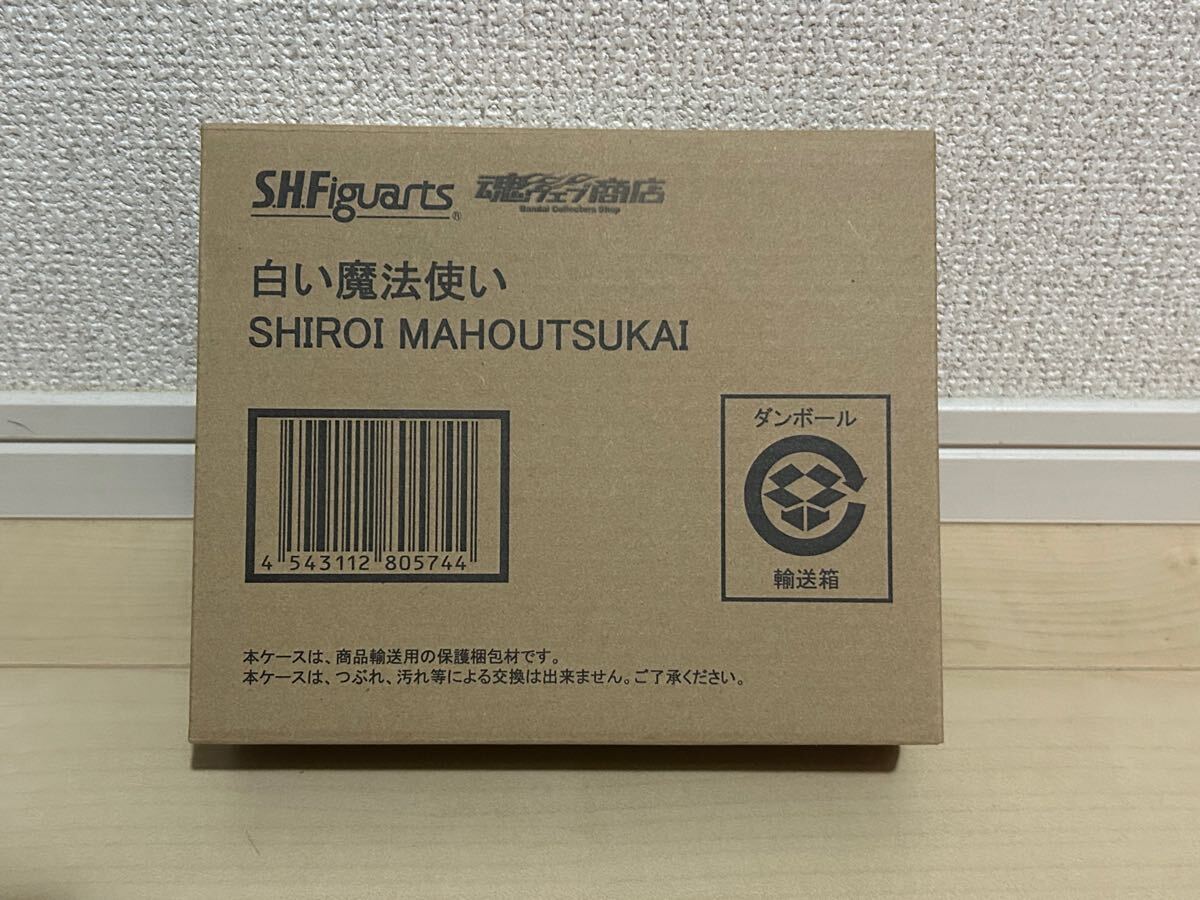 S.H.Figuarts®
魂ウェブ商店
Bandai Collectors Shop
白い魔法使い
SHIROI MAHOUTSUKAI
4 543112 805744
ダンボール
輸送箱
本ケースは、商品輸送用の保護梱包材です。
本ケースは、つぶれ、汚れ等による交換は出来ません。ご了承ください。